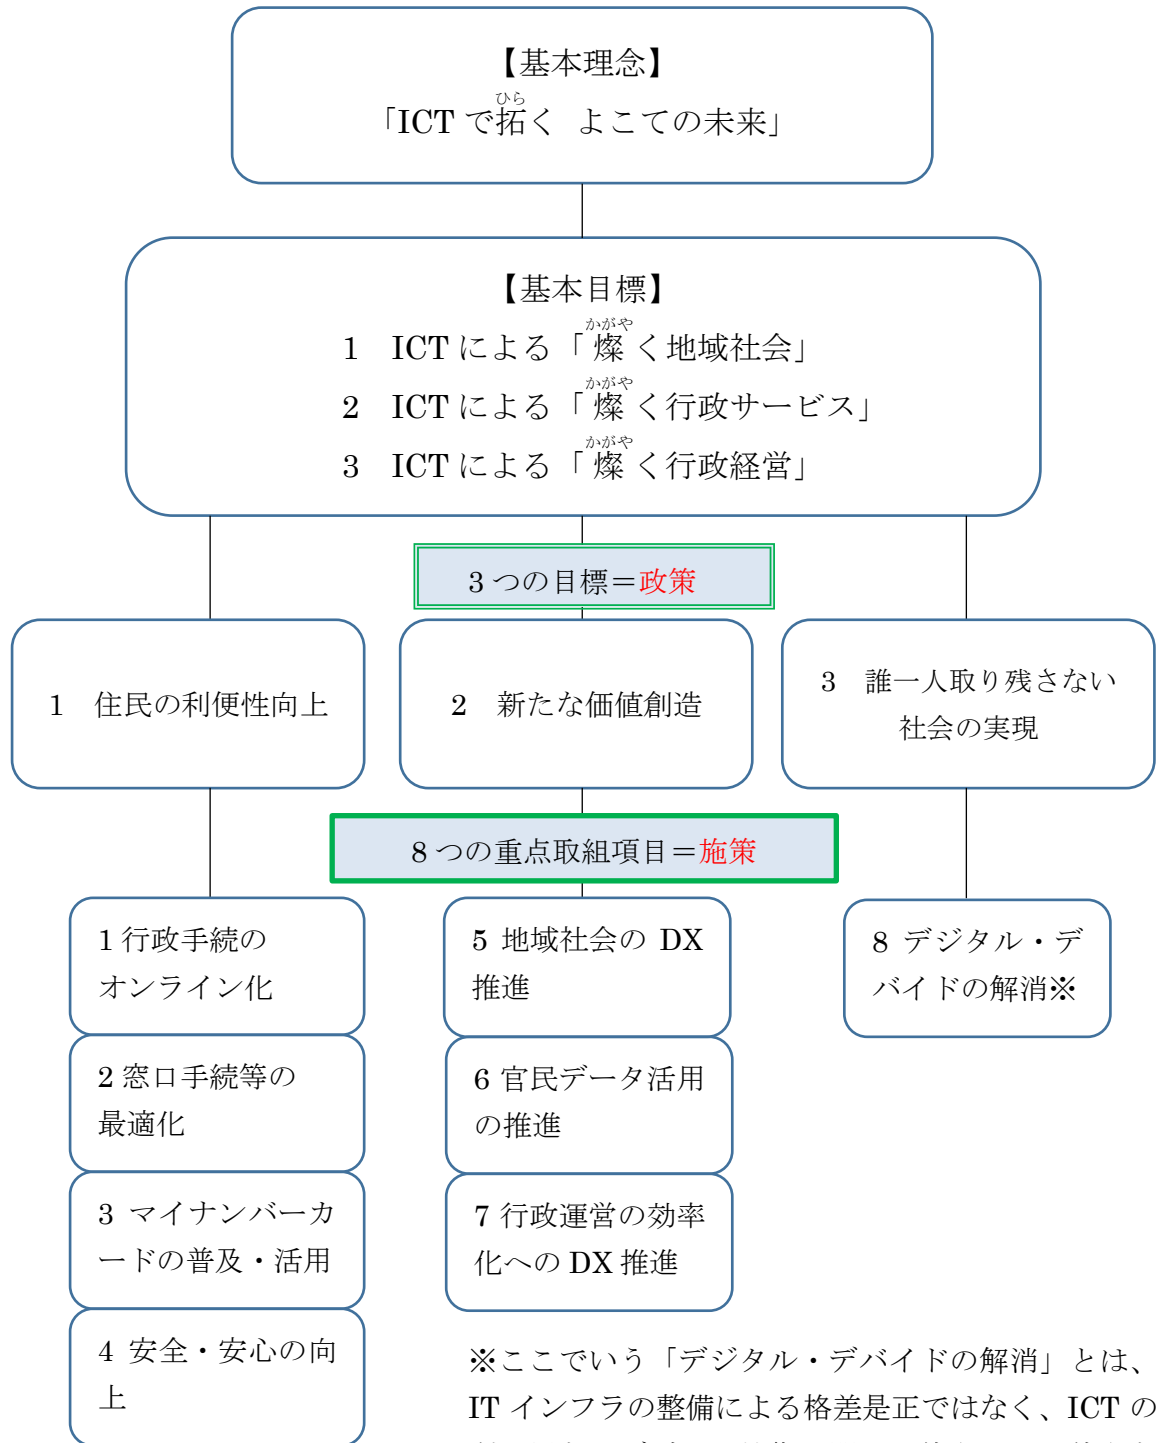 【基本理念】
ひら
「ICTで拓く よこての未来」
【基本目標】
かがや
1 ICTによる「燦く地域社会」
かがや
2 ICTによる「燦く行政サービス」
かがや
3 ICTによる「燦く行政経営」
3つの目標＝政策
1 住民の利便性向上
2 新たな価値創造
3 誰一人取り残さない
社会の実現
8つの重点取組項目＝施策
1行政手続の
オンライン化
2窓口手続等の
最適化
3 マイナンバーカ
ードの普及・活用
4 安全・安心の向
上
5 地域社会の DX
推進
6 官民データ活用
の推進
7 行政運営の効率
化への DX 推進
8 デジタル・デ
バイドの解消※
※ここでいう「デジタル・デバイドの解消」とは、
IT インフラの整備による格差是正ではなく、ICT の